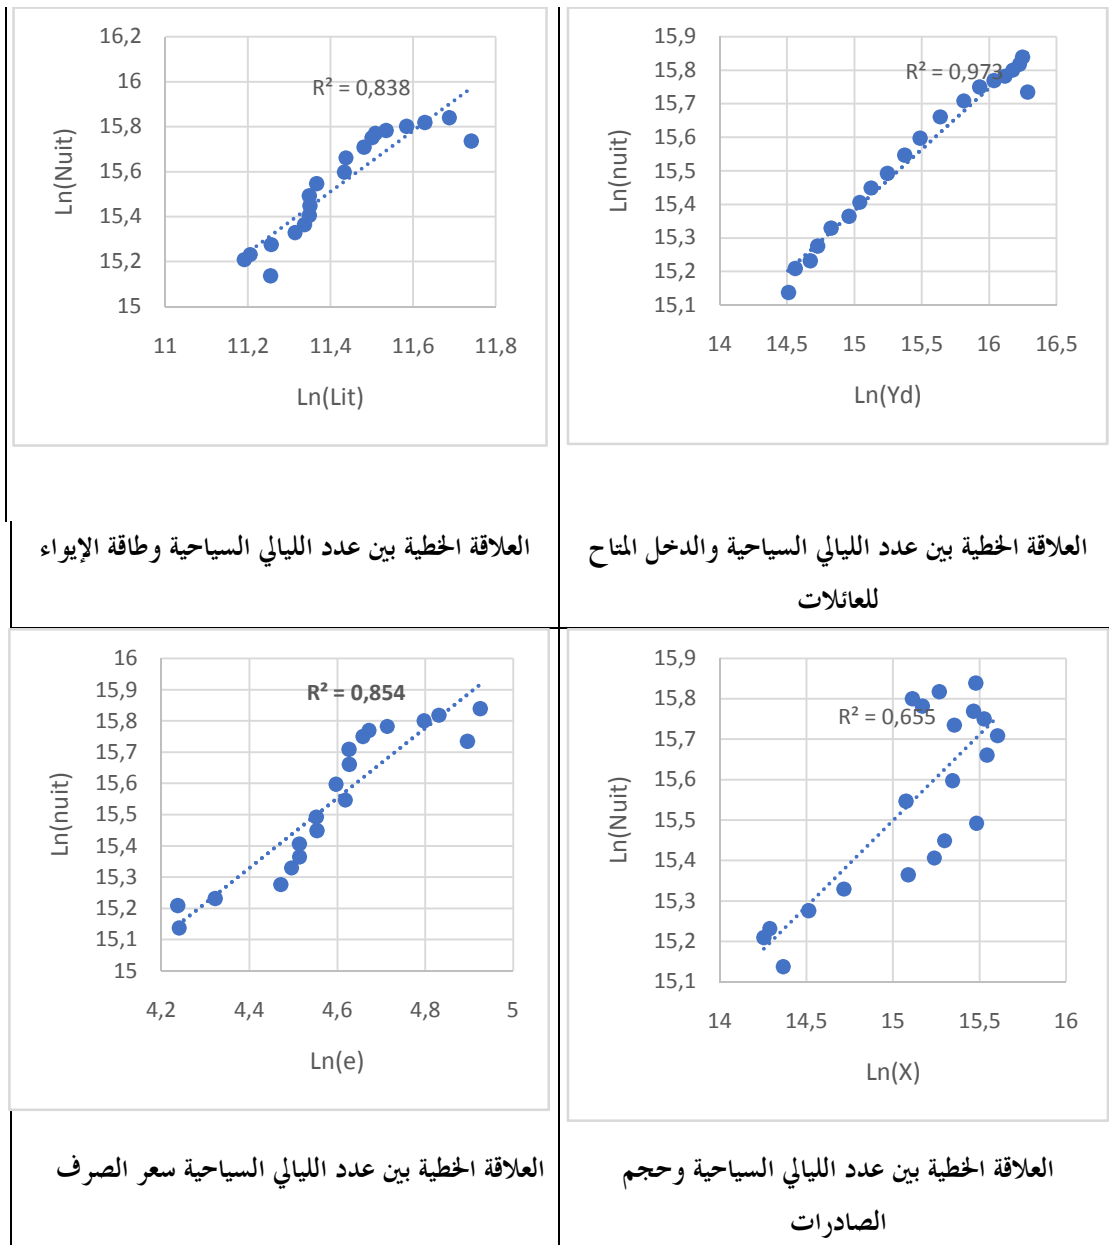 16,2
16
15,8
15,6
15,4
15,2
15
11 11,2 11,4 11,6 11,8
Ln(Nuit)
Ln(Lit)
R² = 0,838
15,9
15,8
15,7
15,6
15,5
15,4
15,3
15,2
15,1
14 14,5 15 15,5 16 16,5
Ln(nuit)
Ln(Yd)
R² = 0,973
العلاقة الخطية بين عدد الليالي السياحية والدخل المتاح
للعائلات
العلاقة الخطية بين عدد الليالي السياحية وطاقة الإيواء
16
15,9
15,8
15,7
15,6
15,5
15,4
15,3
15,2
15,1
15
4,2 4,4 4,6 4,8 5
Ln(nuit)
Ln(e)
R² = 0,854
15,9
15,8
15,7
15,6
15,5
15,4
15,3
15,2
15,1
14 14,5 15 15,5 16
Ln(Nuit)
Ln(X)
R² = 0,655
العلاقة الخطية بين عدد الليالي السياحية وحجم
الصادرات
العلاقة الخطية بين عدد الليالي السياحية سعر الصرف